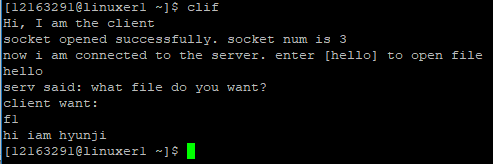 [12163291@linuxer1 ~]$ clif
Hi, I am the client
socket opened successfully. socket num is 3
now i am connected to the server. enter [hello] to open file
hello
serv said: what file do you want?
client want:
f1
hi iam hyunji
[12163291@linuxer1 ~]$